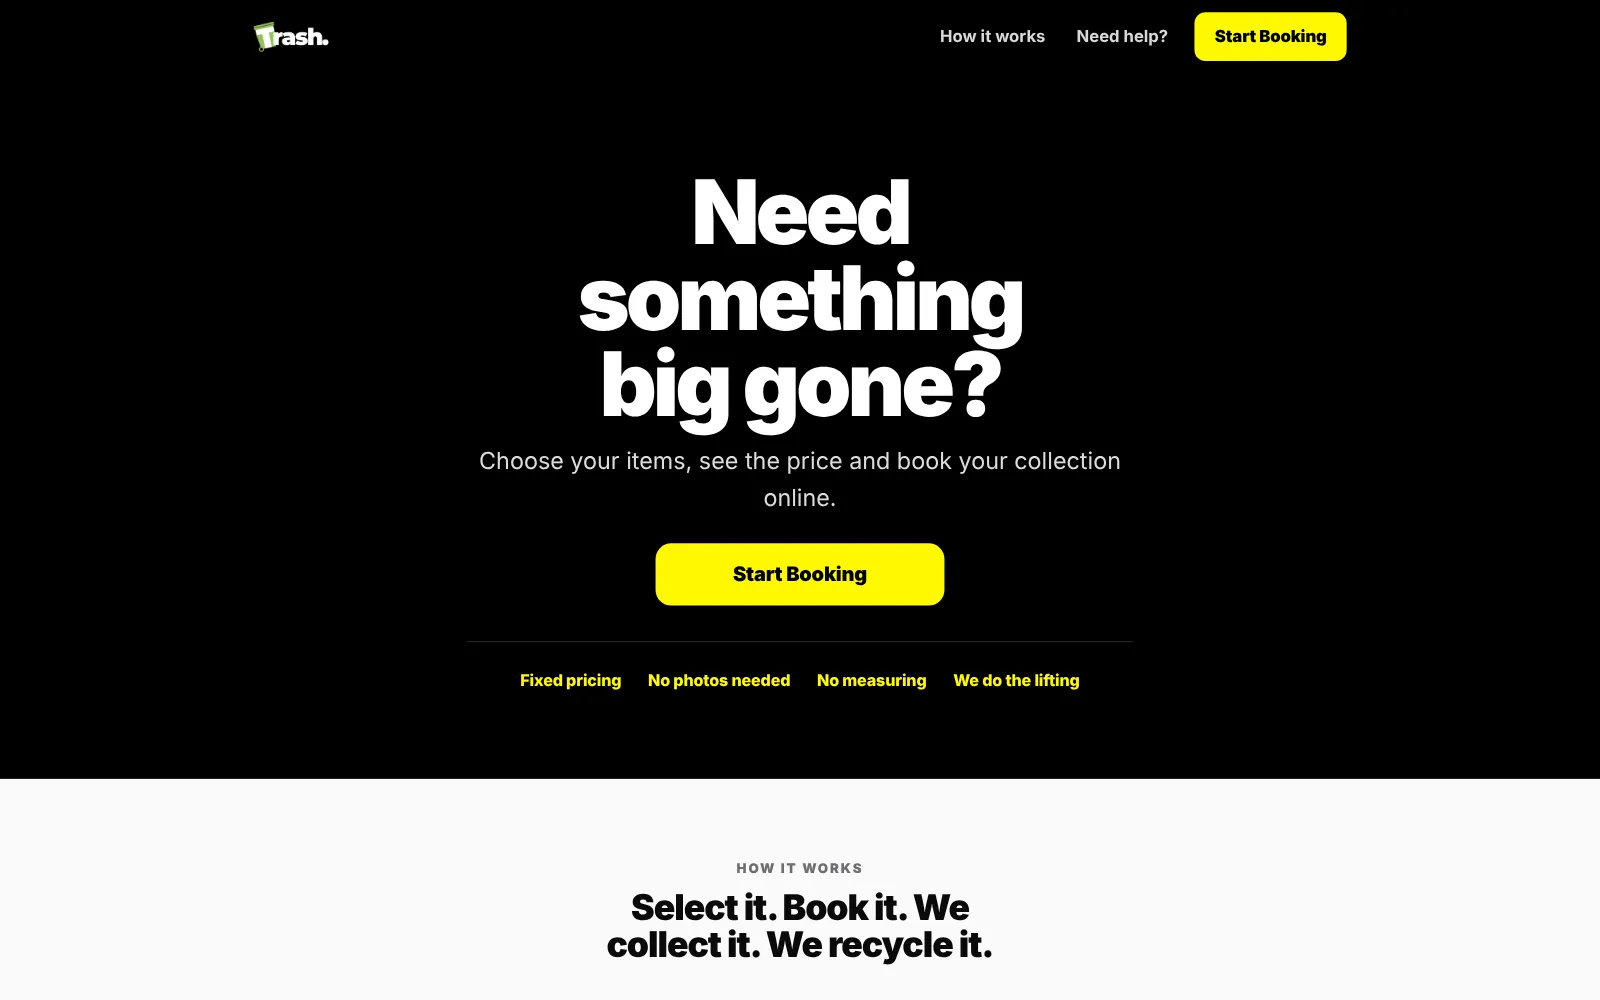 Trash.
How it works
Need help?
Start Booking
Need
something
big gone?
Choose your items, see the price and book your collection
online.
Start Booking
Fixed pricing
No photos needed
No measuring
We do the lifting
HOW IT WORKS
Select it. Book it. We
collect it. We recycle it.